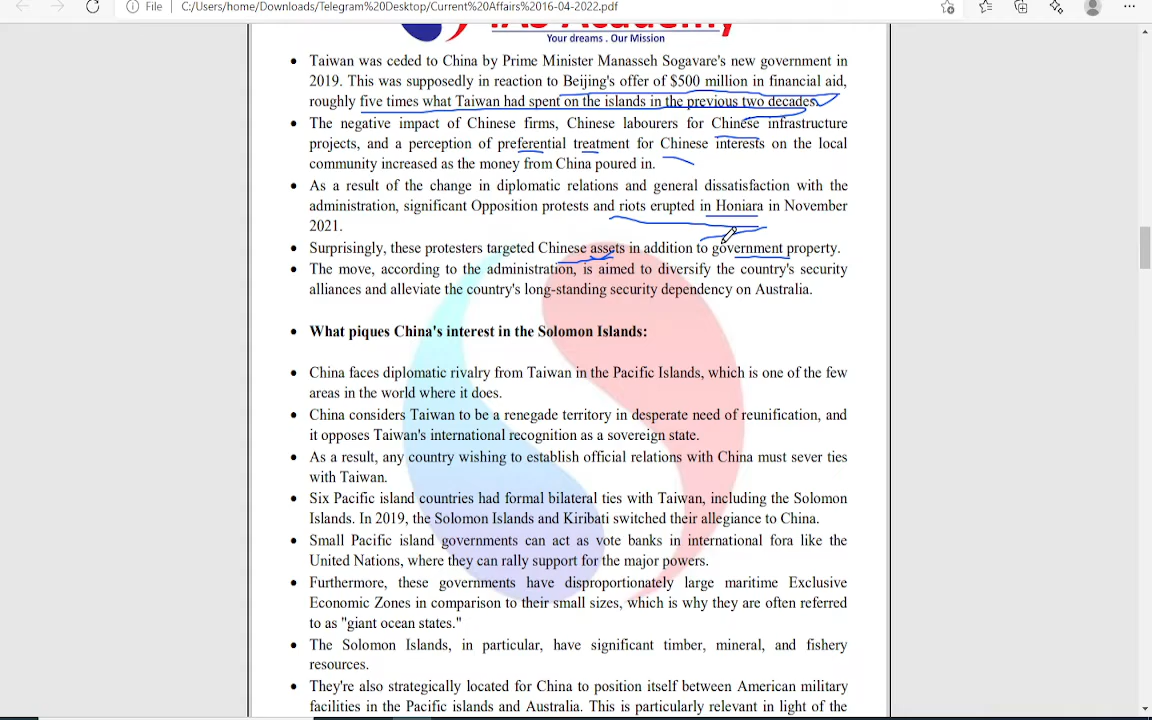 File
C:/Users/home/Downloads/Telegram%20Desktop/Current%20Affairs%2016-04-2022.pdf
IAS Academy
Your dreams . Our Mission
• Taiwan was ceded to China by Prime Minister Manasseh Sogavare's new government in
2019. This was supposedly in reaction to Beijing's offer of $500 million in financial aid,
roughly five times what Taiwan had spent on the islands in the previous two decades.
• The negative impact of Chinese firms, Chinese labourers for Chinese infrastructure
projects, and a perception of preferential treatment for Chinese interests on the local
community increased as the money from China poured in.
• As a result of the change in diplomatic relations and general dissatisfaction with the
administration, significant Opposition protests and riots erupted in Honiara in November
2021.
• Surprisingly, these protesters targeted Chinese assets in addition to government property.
• The move, according to the administration, is aimed to diversify the country's security
alliances and alleviate the country's long-standing security dependency on Australia.
• What piques China's interest in the Solomon Islands:
• China faces diplomatic rivalry from Taiwan in the Pacific Islands, which is one of the few
areas in the world where it does.
• China considers Taiwan to be a renegade territory in desperate need of reunification, and
it opposes Taiwan's international recognition as a sovereign state.
• As a result, any country wishing to establish official relations with China must sever ties
with Taiwan.
• Six Pacific island countries had formal bilateral ties with Taiwan, including the Solomon
Islands. In 2019, the Solomon Islands and Kiribati switched their allegiance to China.
• Small Pacific island governments can act as vote banks in international fora like the
United Nations, where they can rally support for the major powers.
• Furthermore, these governments have disproportionately large maritime Exclusive
Economic Zones in comparison to their small sizes, which is why they are often referred
to as "giant ocean states."
• The Solomon Islands, in particular, have significant timber, mineral, and fishery
resources.
• They're also strategically located for China to position itself between American military
facilities in the Pacific islands and Australia. This is particularly relevant in light of the